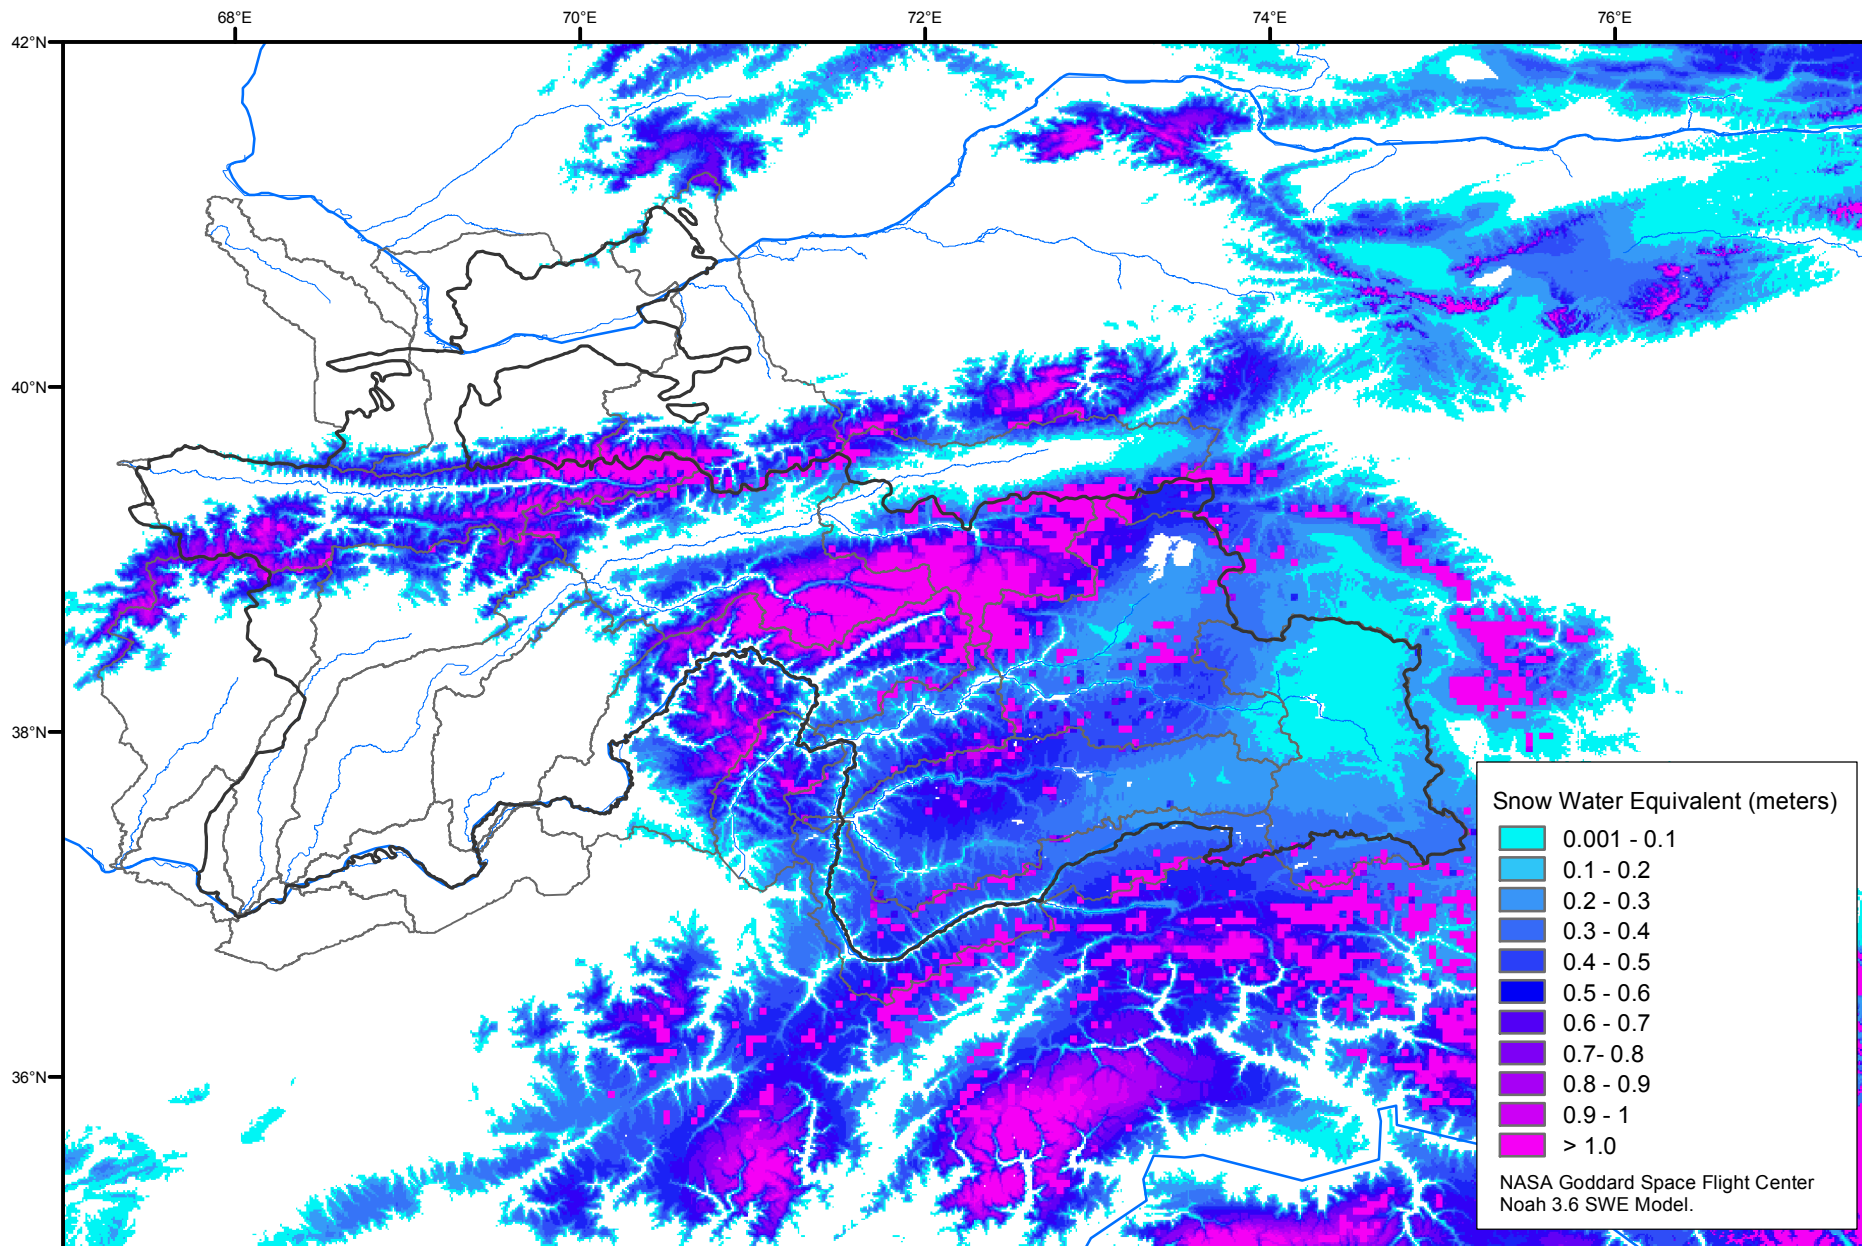 68°E 70°E 72°E 74°E 76°E
42°N
40°N
38°N
36°N
Snow Water Equivalent (meters)
0.001 - 0.1
0.1 - 0.2
0.2 - 0.3
0.3 - 0.4
0.4 - 0.5
0.5 - 0.6
0.6 - 0.7
0.7- 0.8
0.8 - 0.9
0.9 - 1
> 1.0
NASA Goddard Space Flight Center
Noah 3.6 SWE Model.